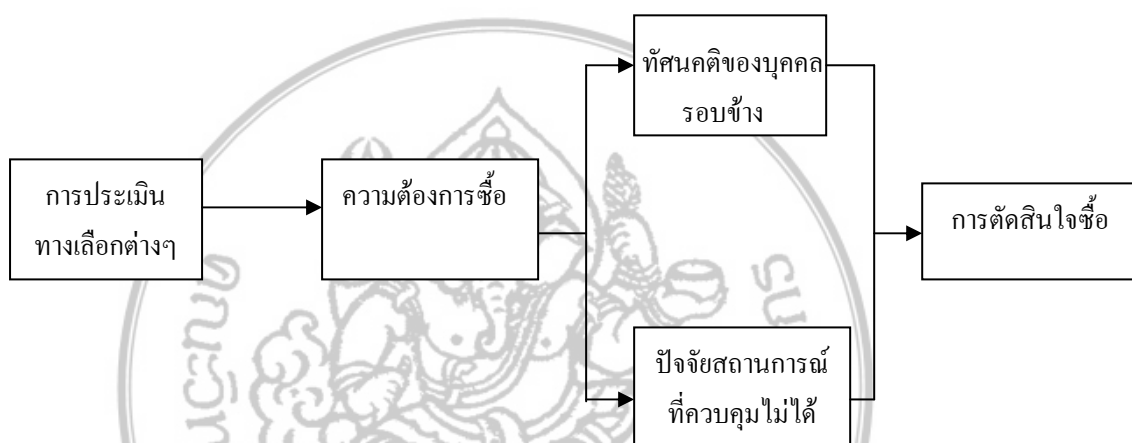 ทัศนคติของบุคคล
รอบข้าง
การประเมิน
ทางเลือกต่างๆ
ความต้องการซื้อ
การตัดสินใจซื้อ
ปัจจัยสถานการณ์
ที่ควบคุมไม่ได้